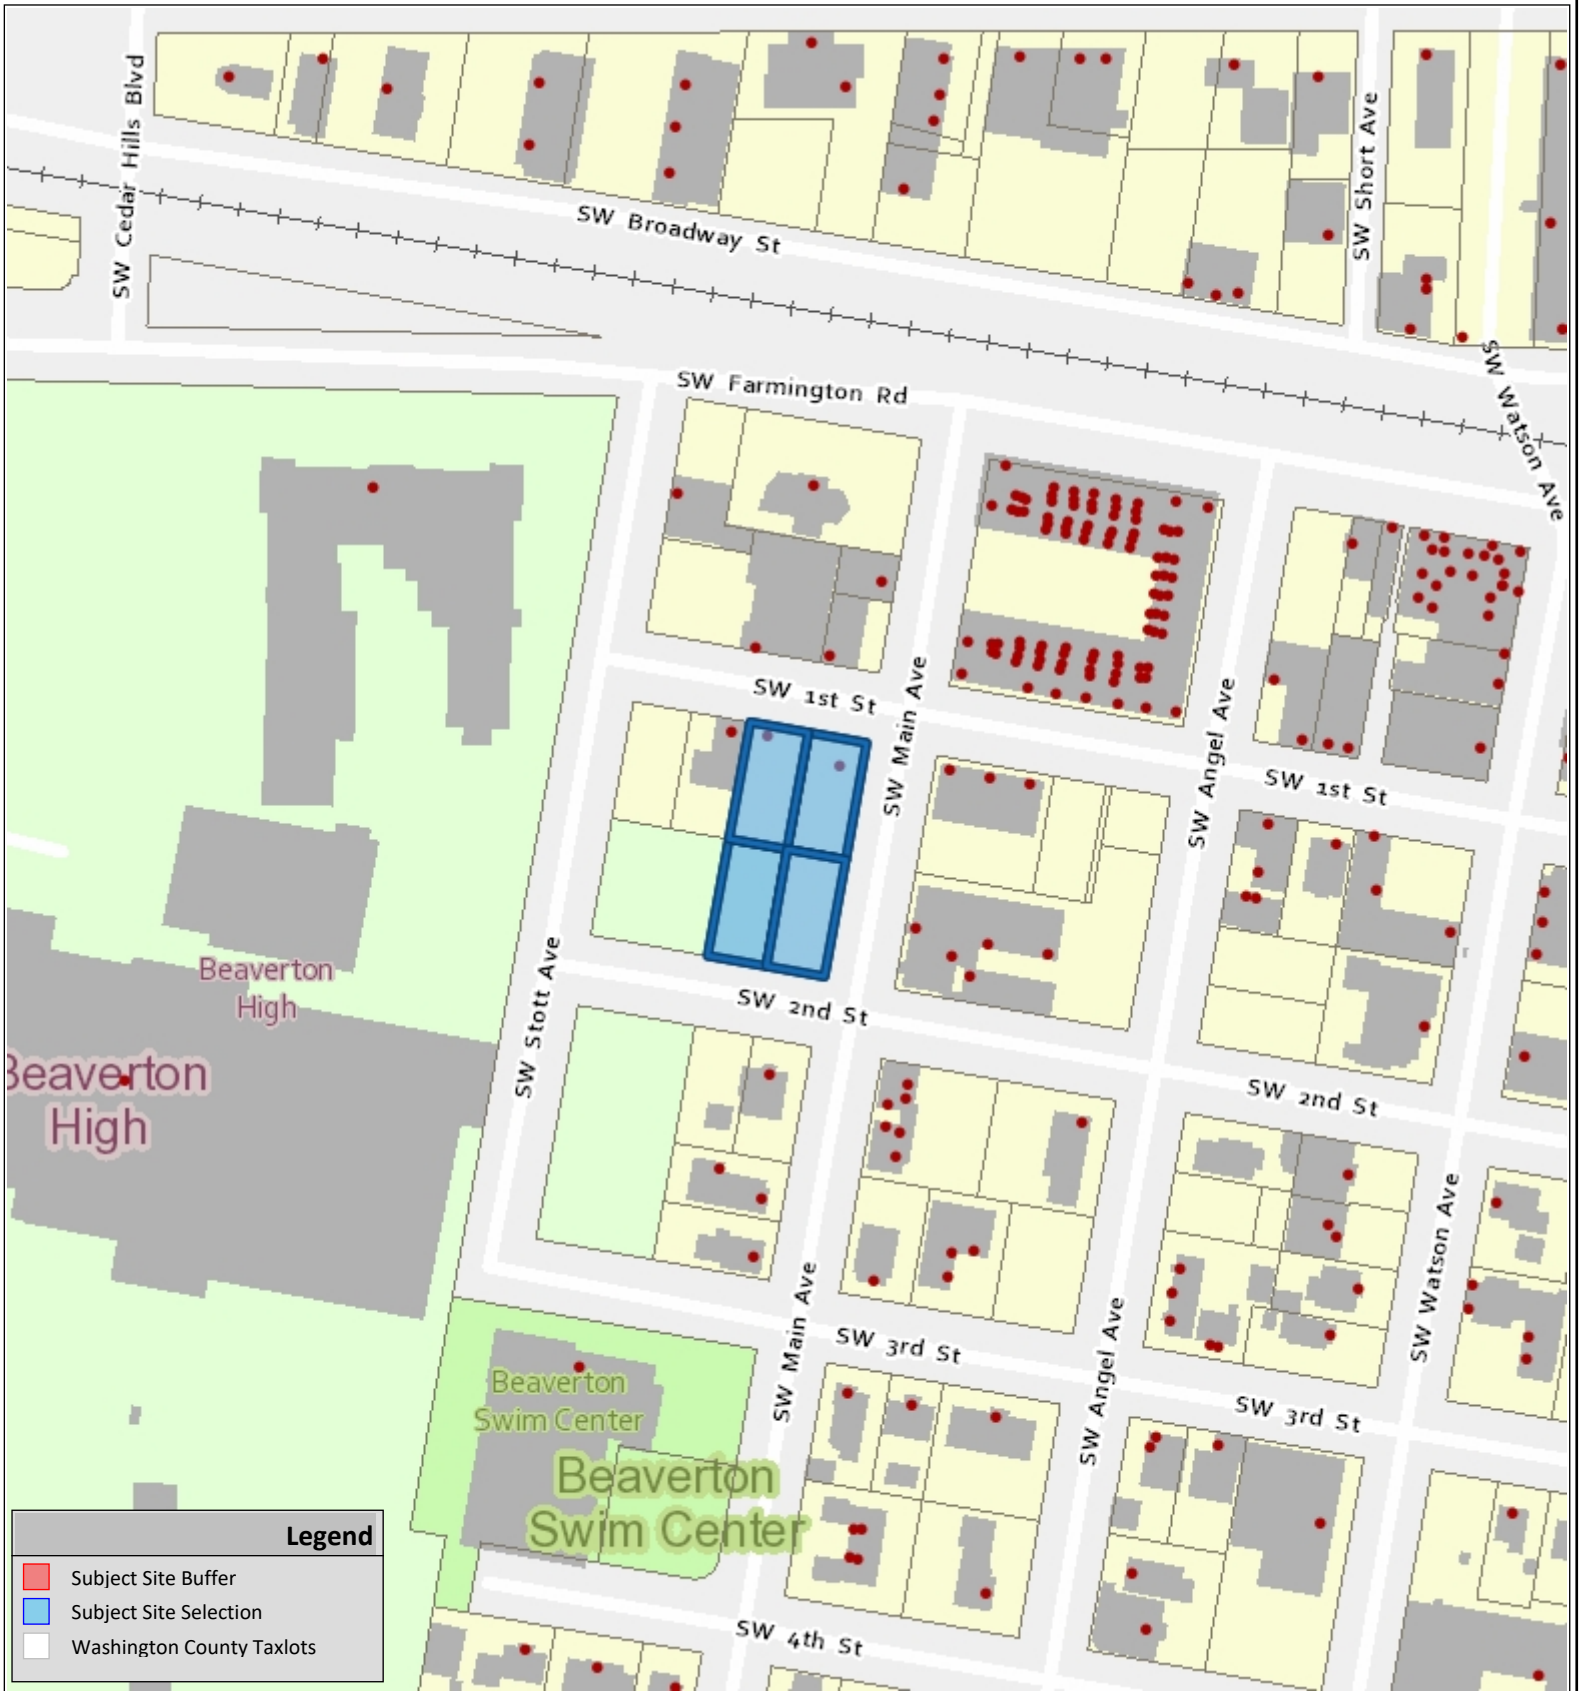 SW Cedar Hills Blvd
SW Broadway St
SW Short Ave
SW Watson Ave
SW Farmington Rd
SW 1st St
SW Main Ave
SW Angel Ave
SW 1st St
Beaverton
High
SW Stott Ave
SW 2nd St
Beaverton
High
SW 2nd St
SW Watson Ave
SW Main Ave
SW 3rd St
SW Angel Ave
SW 3rd St
Beaverton
Swim Center
Beaverton
Swim Center
SW 4th St
Legend
Subject Site Buffer
Subject Site Selection
Washington County Taxlots